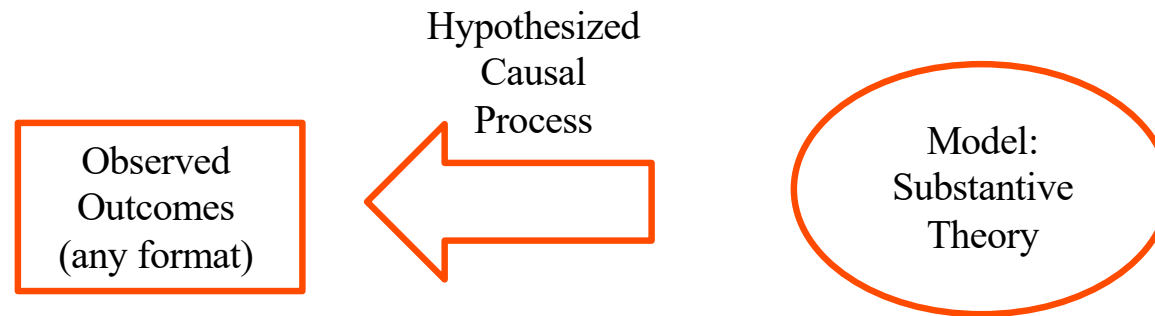 Hypothesized
Causal
Process
Observed
Outcomes
(any format)
Model:
Substantive
Theory